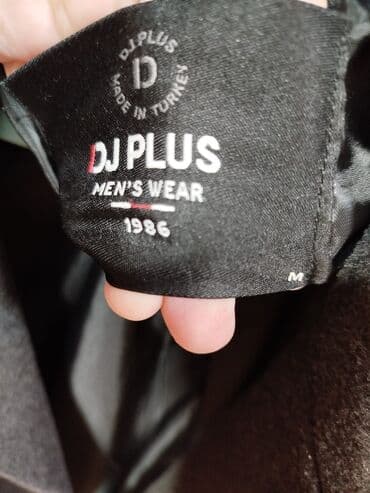 DJ PLUS
D
MADE IN TURKEY
DJ PLUS
MEN'S WEAR
1986
M